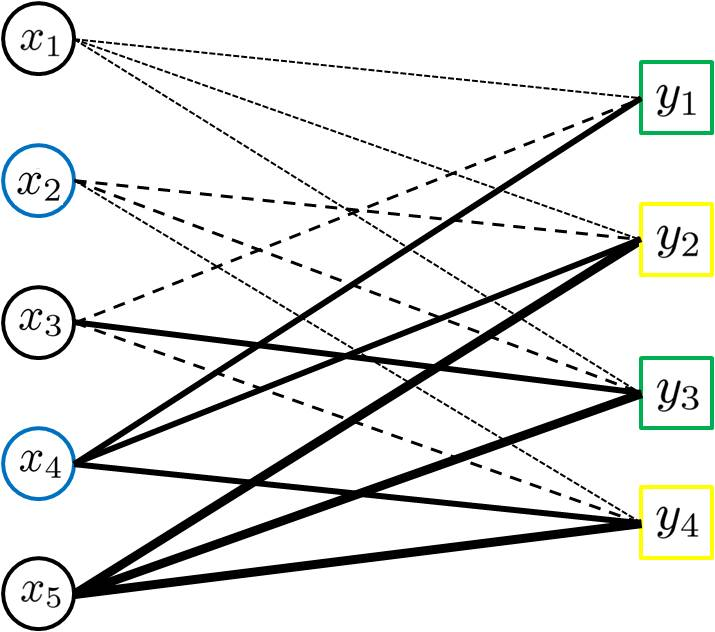 x₁
x₂
x₃
x₄
x₅
y₁
y₂
y₃
y₄